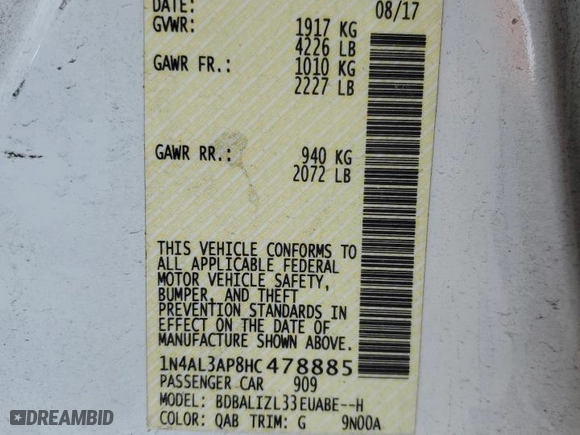 DATE: 08/17
GVWR: 1917 KG
4226 LB
GAWR FR.: 1010 KG
2227 LB
GAWR RR.: 940 KG
2072 LB
THIS VEHICLE CONFORMS TO
ALL APPLICABLE FEDERAL
MOTOR VEHICLE SAFETY,
BUMPER, AND THEFT
PREVENTION STANDARDS IN
EFFECT ON THE DATE OF
MANUFACTURE SHOWN ABOVE.
1N4AL3AP8HC478885
PASSENGER CAR 909
MODEL: BDBALIZL33EUABE--H
COLOR: QAB TRIM: G 9N00A
DREAMBID